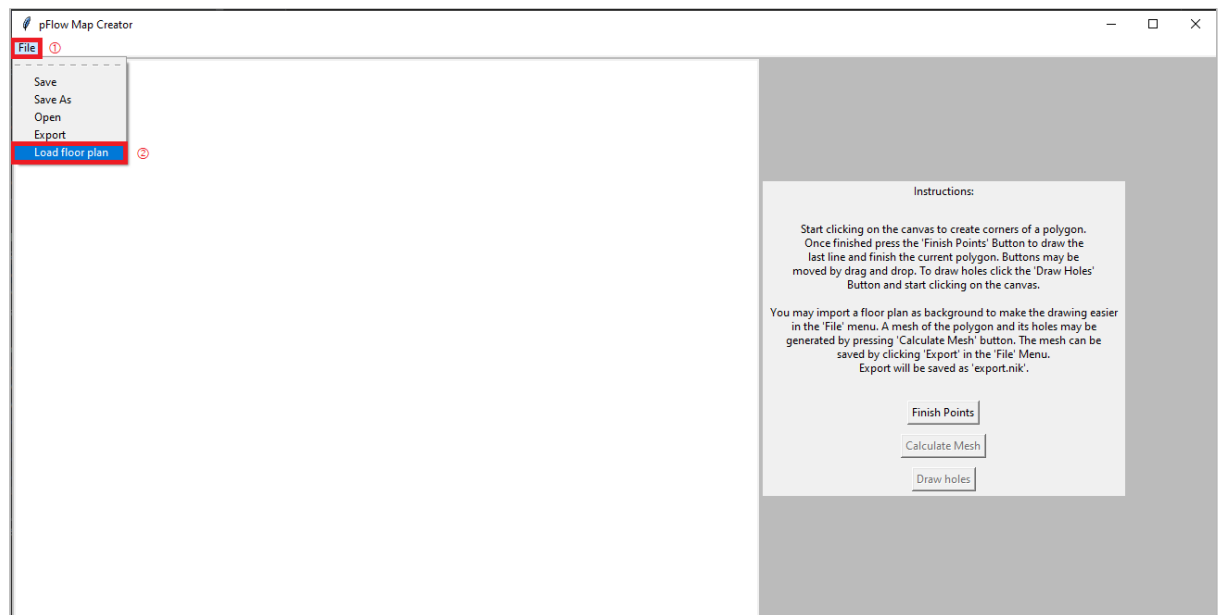 pFlow Map Creator
File ①
Save
Save As
Open
Export
Load floor plan ②
Instructions:
Start clicking on the canvas to create corners of a polygon.
Once finished press the 'Finish Points' Button to draw the
last line and finish the current polygon. Buttons may be
moved by drag and drop. To draw holes click the 'Draw Holes'
Button and start clicking on the canvas.
You may import a floor plan as background to make the drawing easier
in the 'File' menu. A mesh of the polygon and its holes may be
generated by pressing 'Calculate Mesh' button. The mesh can be
saved by clicking 'Export' in the 'File' Menu.
Export will be saved as 'export.nik'.
Finish Points
Calculate Mesh
Draw holes